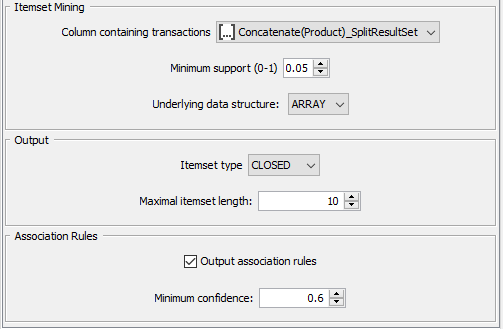 Itemset Mining
Column containing transactions [...] Concatenate(Product)_SplitResultSet
Minimum support (0-1) 0.05
Underlying data structure: ARRAY
Output
Itemset type CLOSED
Maximal itemset length: 10
Association Rules
Output association rules
Minimum confidence: 0.6